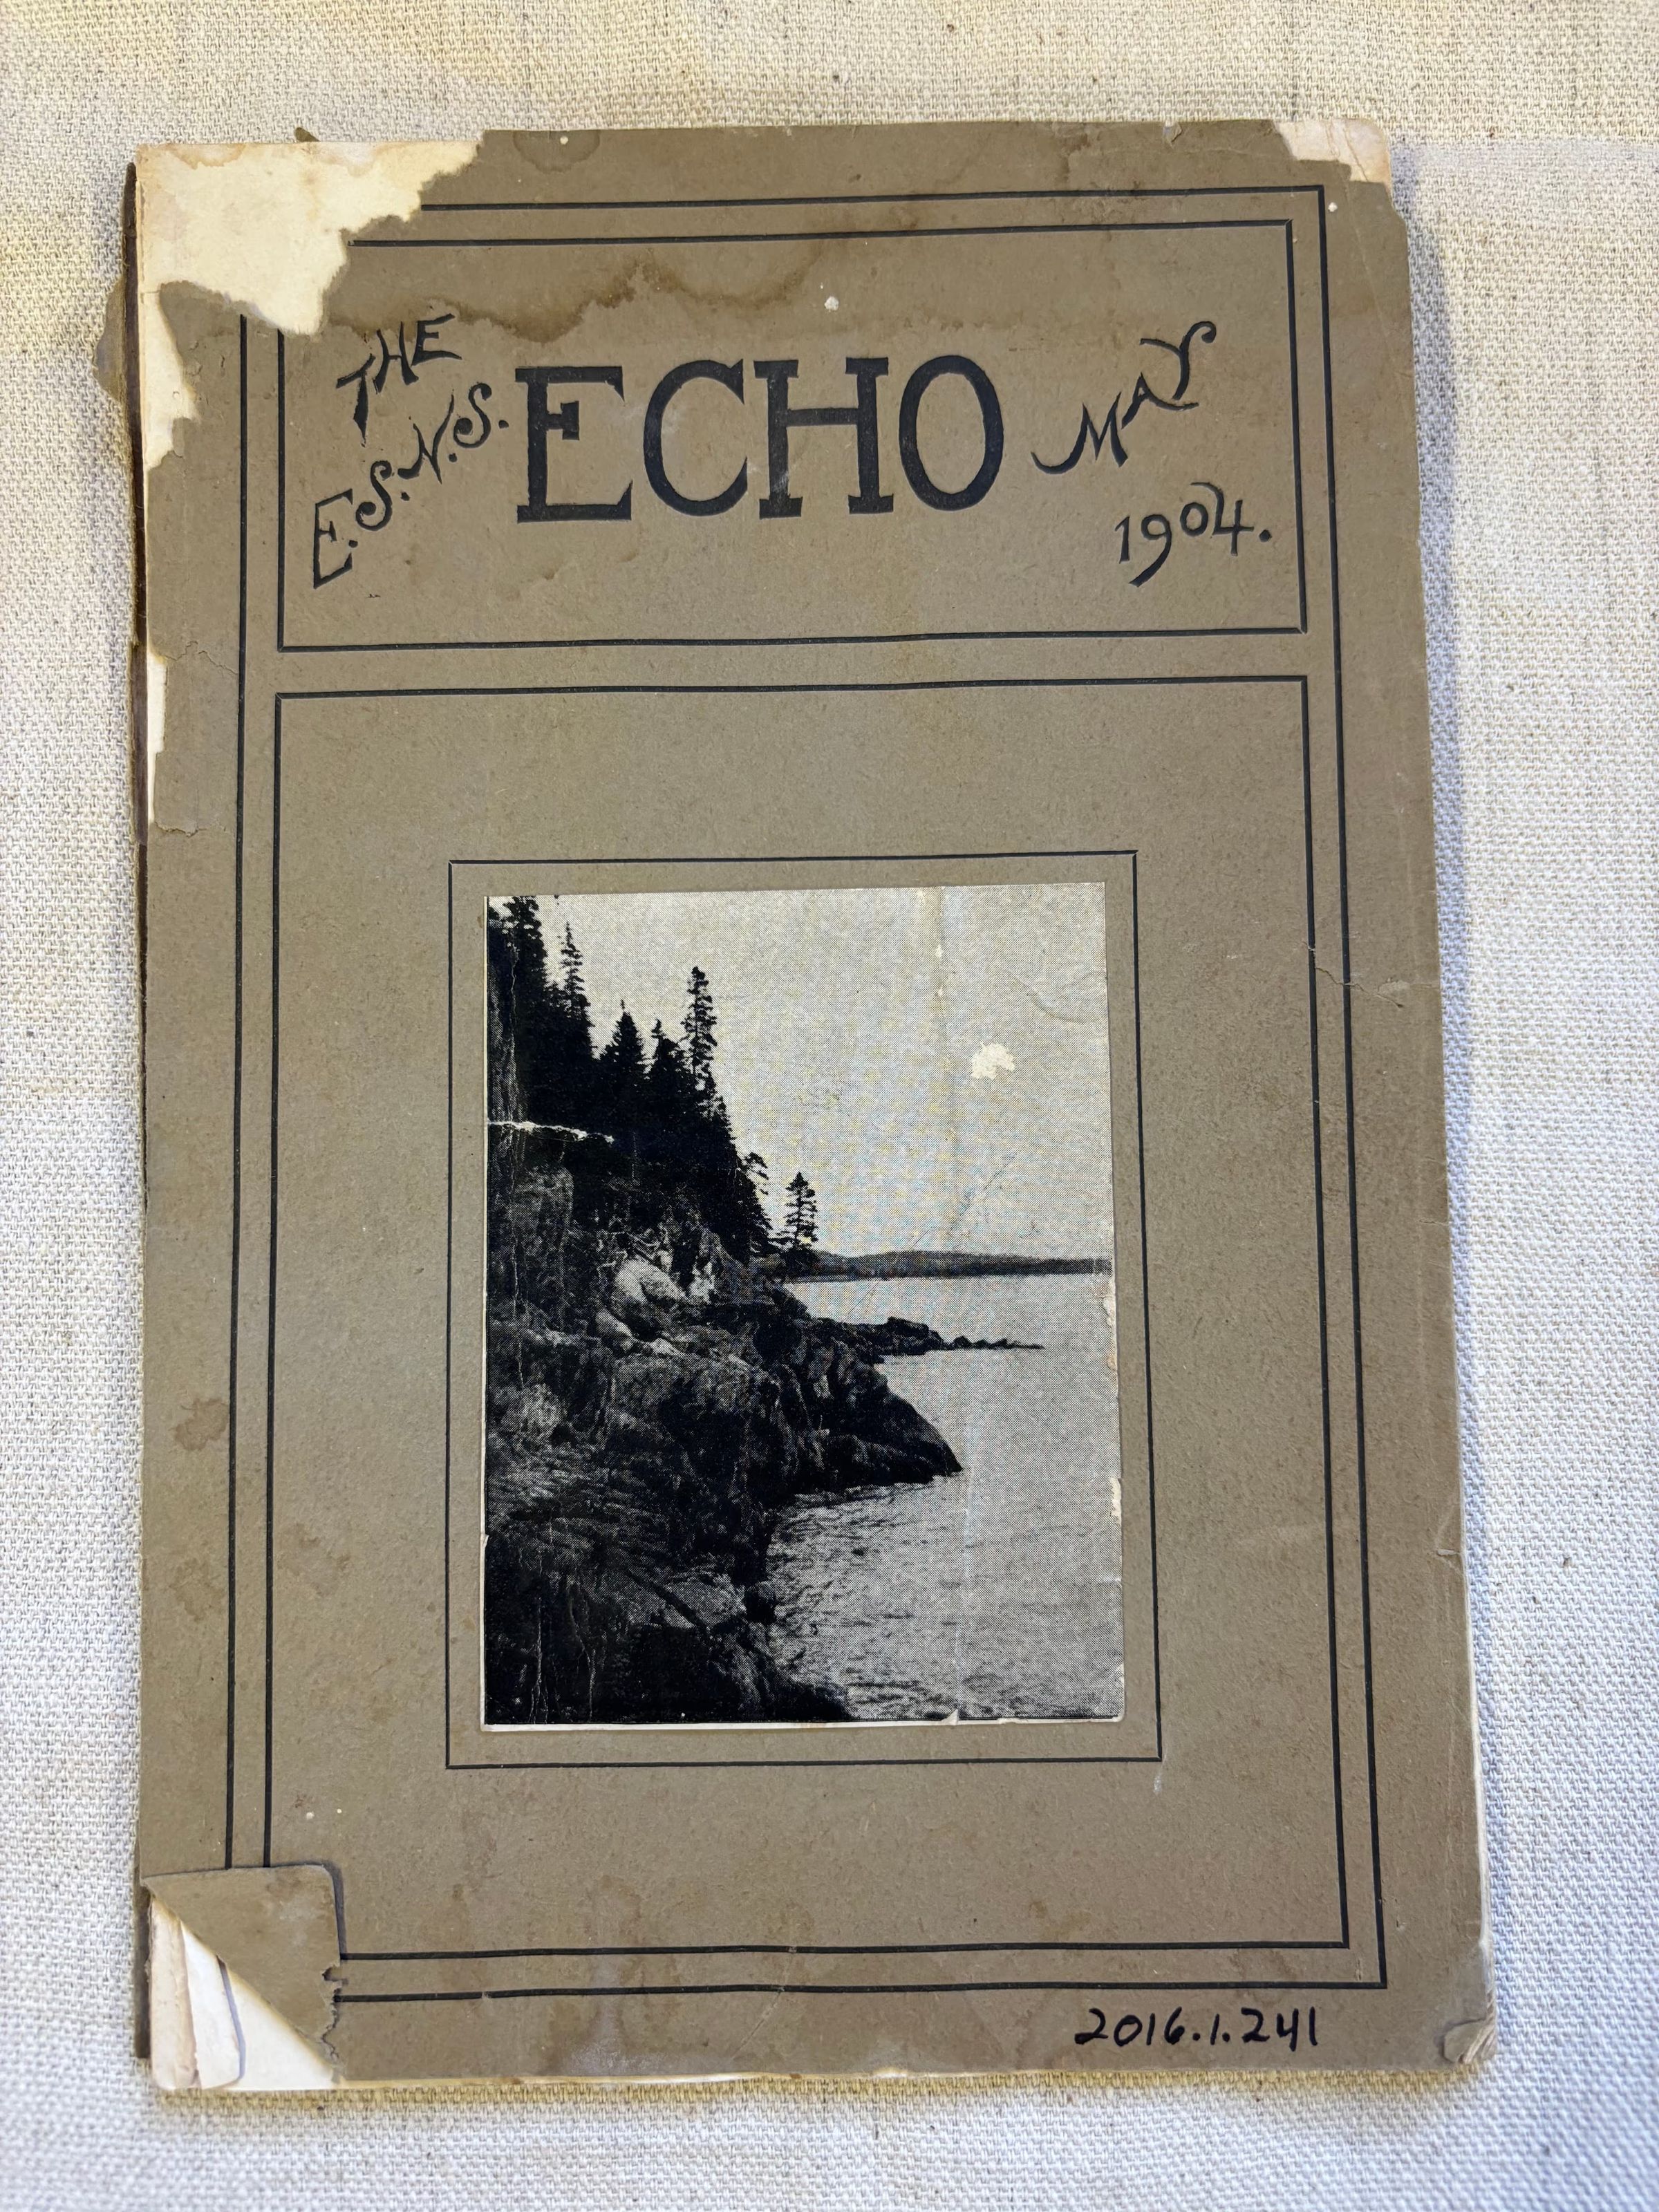 THE
E.S.N.S. ECHO MAY
1904.
2016.1.241